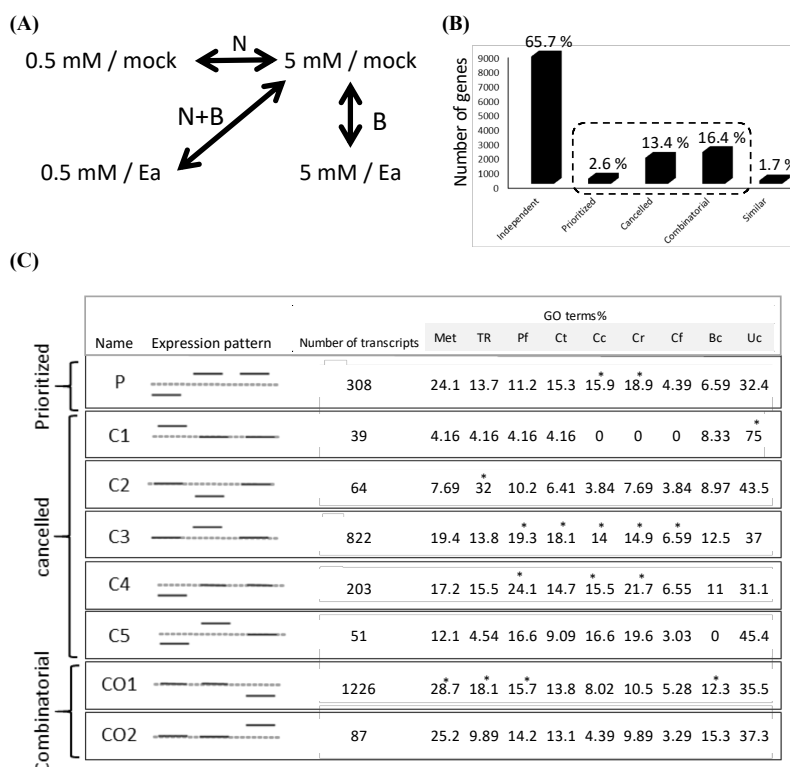 (A)
0.5 mM / mock
N
5 mM / mock
N+B
B
0.5 mM / Ea
5 mM / Ea
(B)
Number of genes
9000
8000
7000
6000
5000
4000
3000
2000
1000
0
65.7 %
2.6 %
13.4 %
16.4 %
1.7 %
Independent
Prioritized
Cancelled
Combinatorial
Similar
(C)
GO terms%
Name Expression pattern Number of transcripts Met TR Pf Ct Cc Cr Cf Bc Uc
Prioritized
P 308 24.1 13.7 11.2 15.3 15.9* 18.9* 4.39 6.59 32.4
cancelled
C1 39 4.16 4.16 4.16 4.16 0 0 0 8.33 75*
C2 64 7.69 32* 10.2 6.41 3.84 7.69 3.84 8.97 43.5
C3 822 19.4 13.8 19.3* 18.1* 14* 14.9* 6.59* 12.5 37
C4 203 17.2 15.5 24.1* 14.7 15.5* 21.7* 6.55 11 31.1
C5 51 12.1 4.54 16.6 9.09 16.6 19.6 3.03 0 45.4
Combinatorial
CO1 1226 28.7* 18.1* 15.7* 13.8 8.02 10.5 5.28 12.3* 35.5
CO2 87 25.2 9.89 14.2 13.1 4.39 9.89 3.29 15.3 37.3